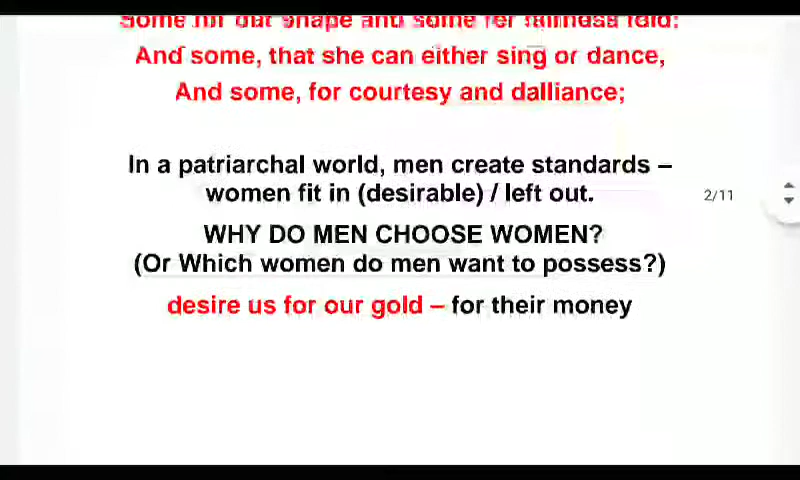 And some, that she can either sing or dance,
And some, for courtesy and dalliance;
In a patriarchal world, men create standards –
women fit in (desirable) / left out.
2/11
WHY DO MEN CHOOSE WOMEN?
(Or Which women do men want to possess?)
desire us for our gold – for their money